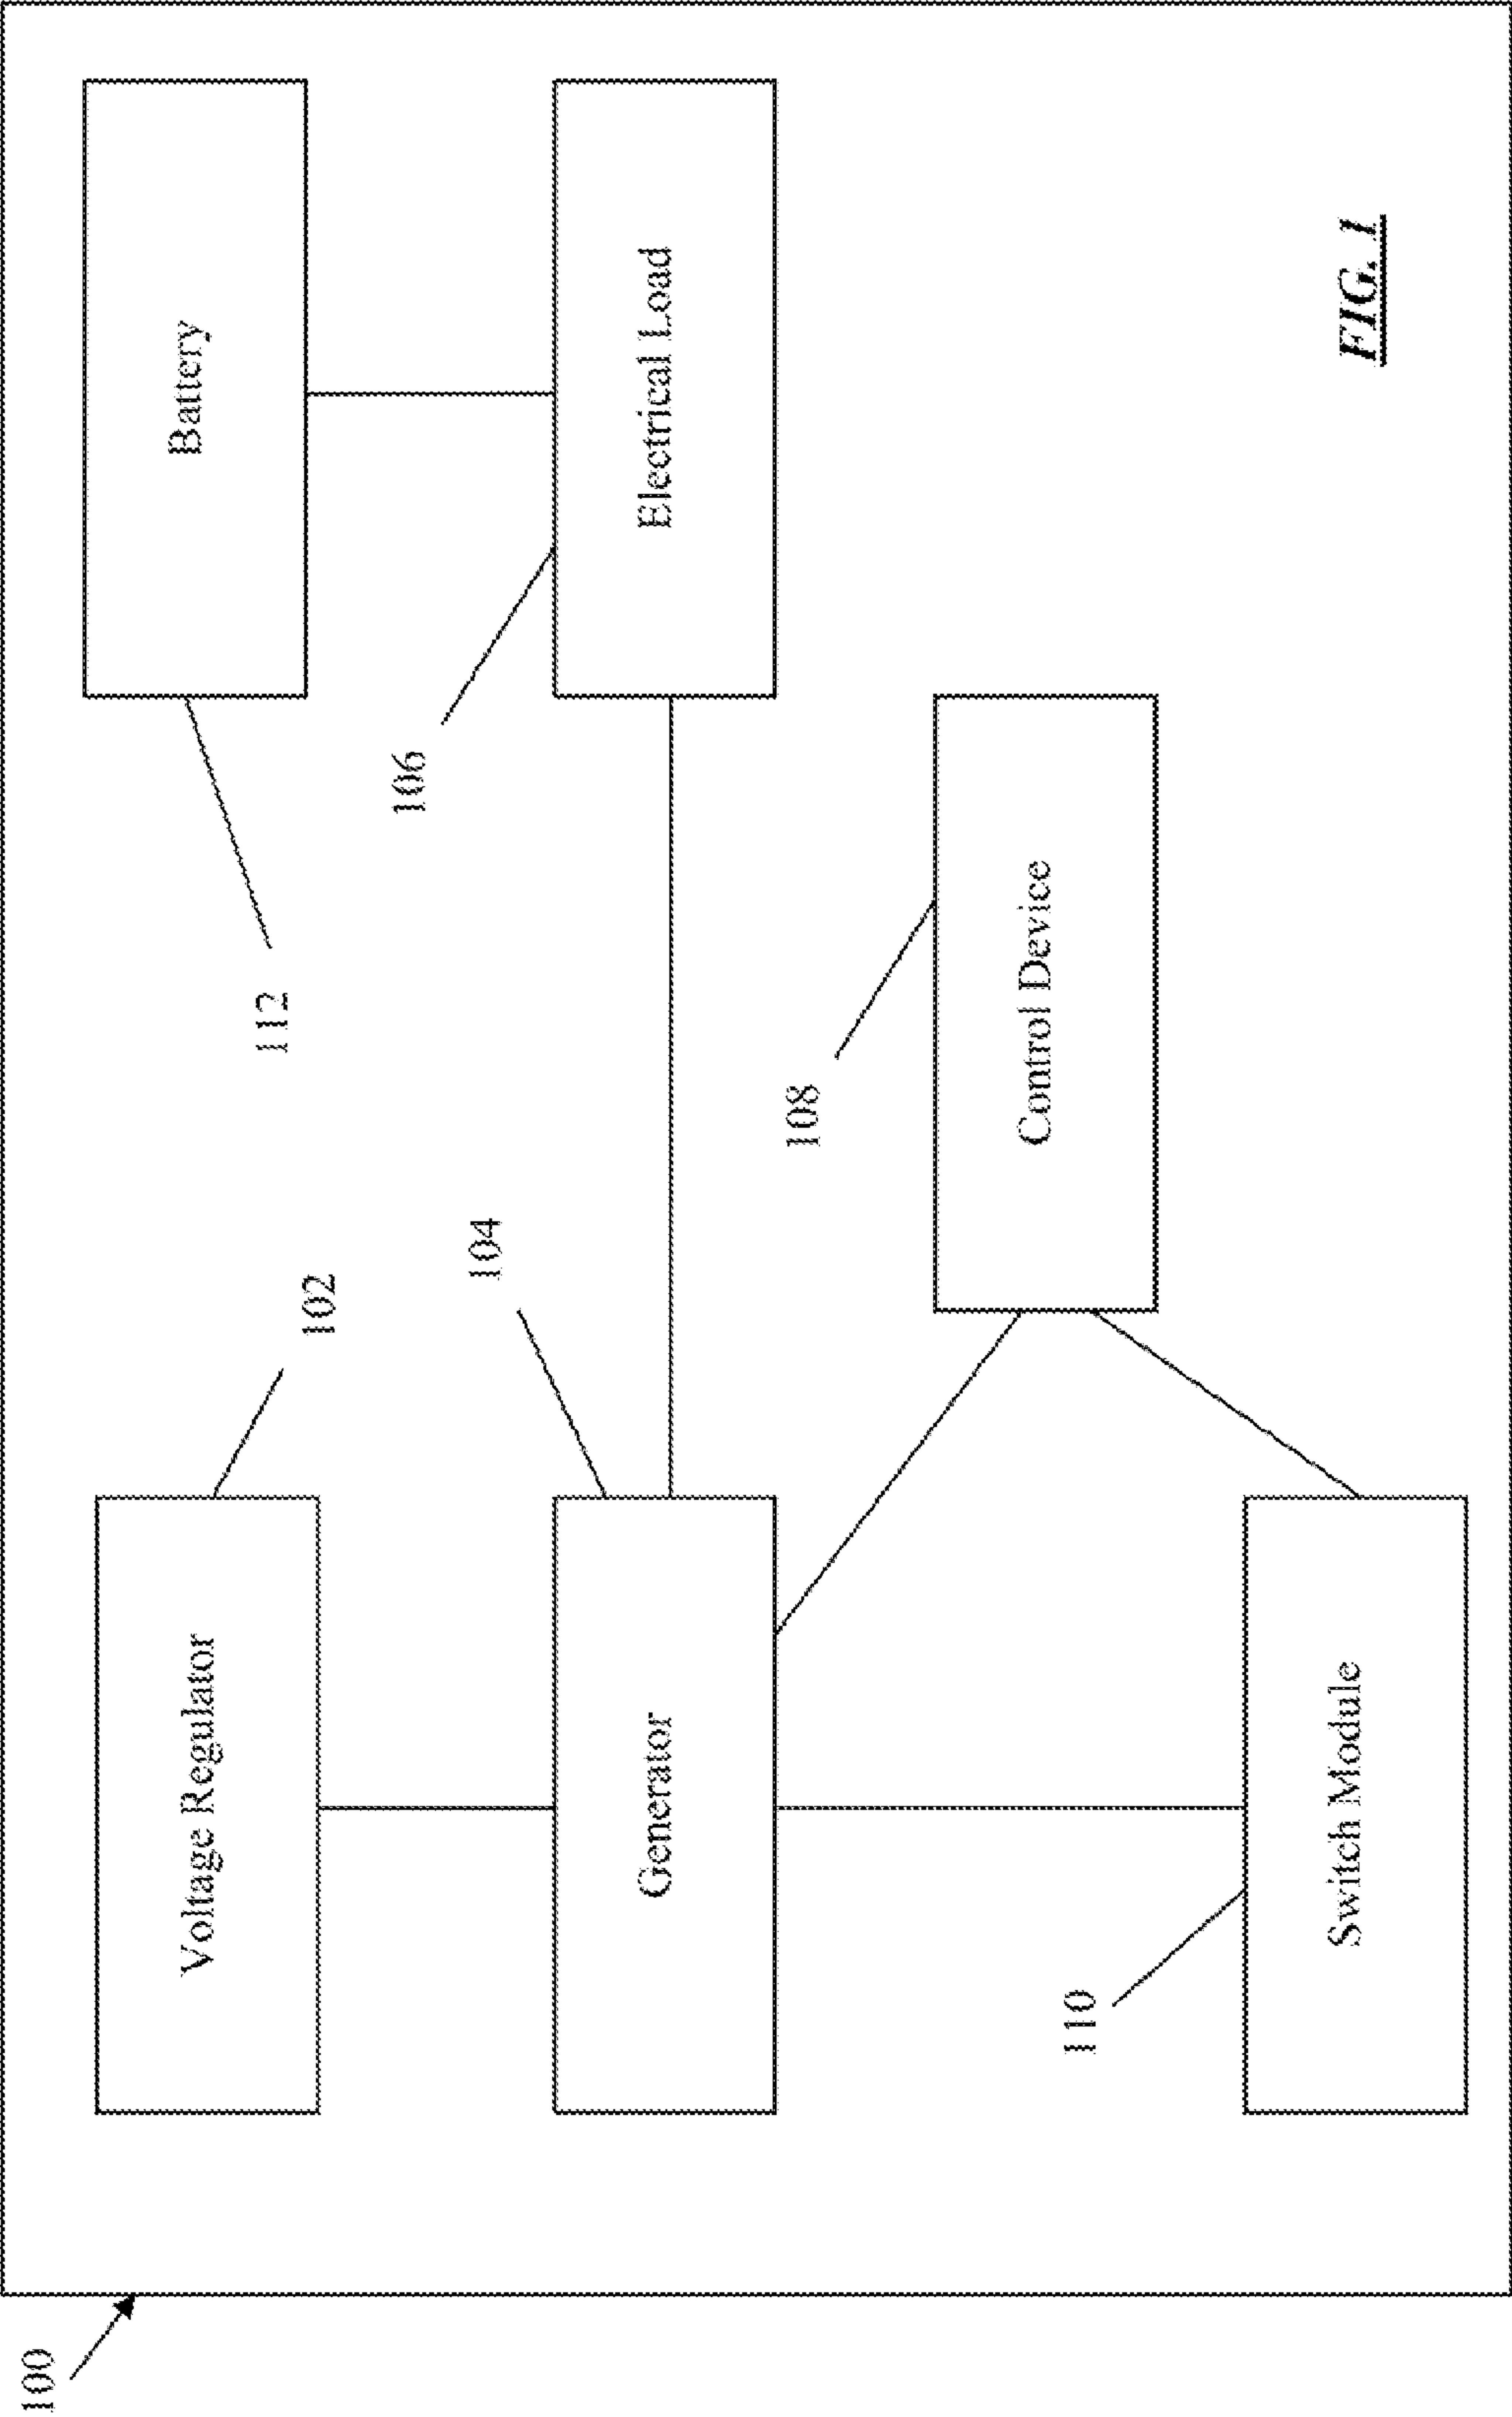 100
Voltage Regulator
102
112
Battery
Generator
104
106
Electrical Load
108
Control Device
110
Switch Module
FIG. 1